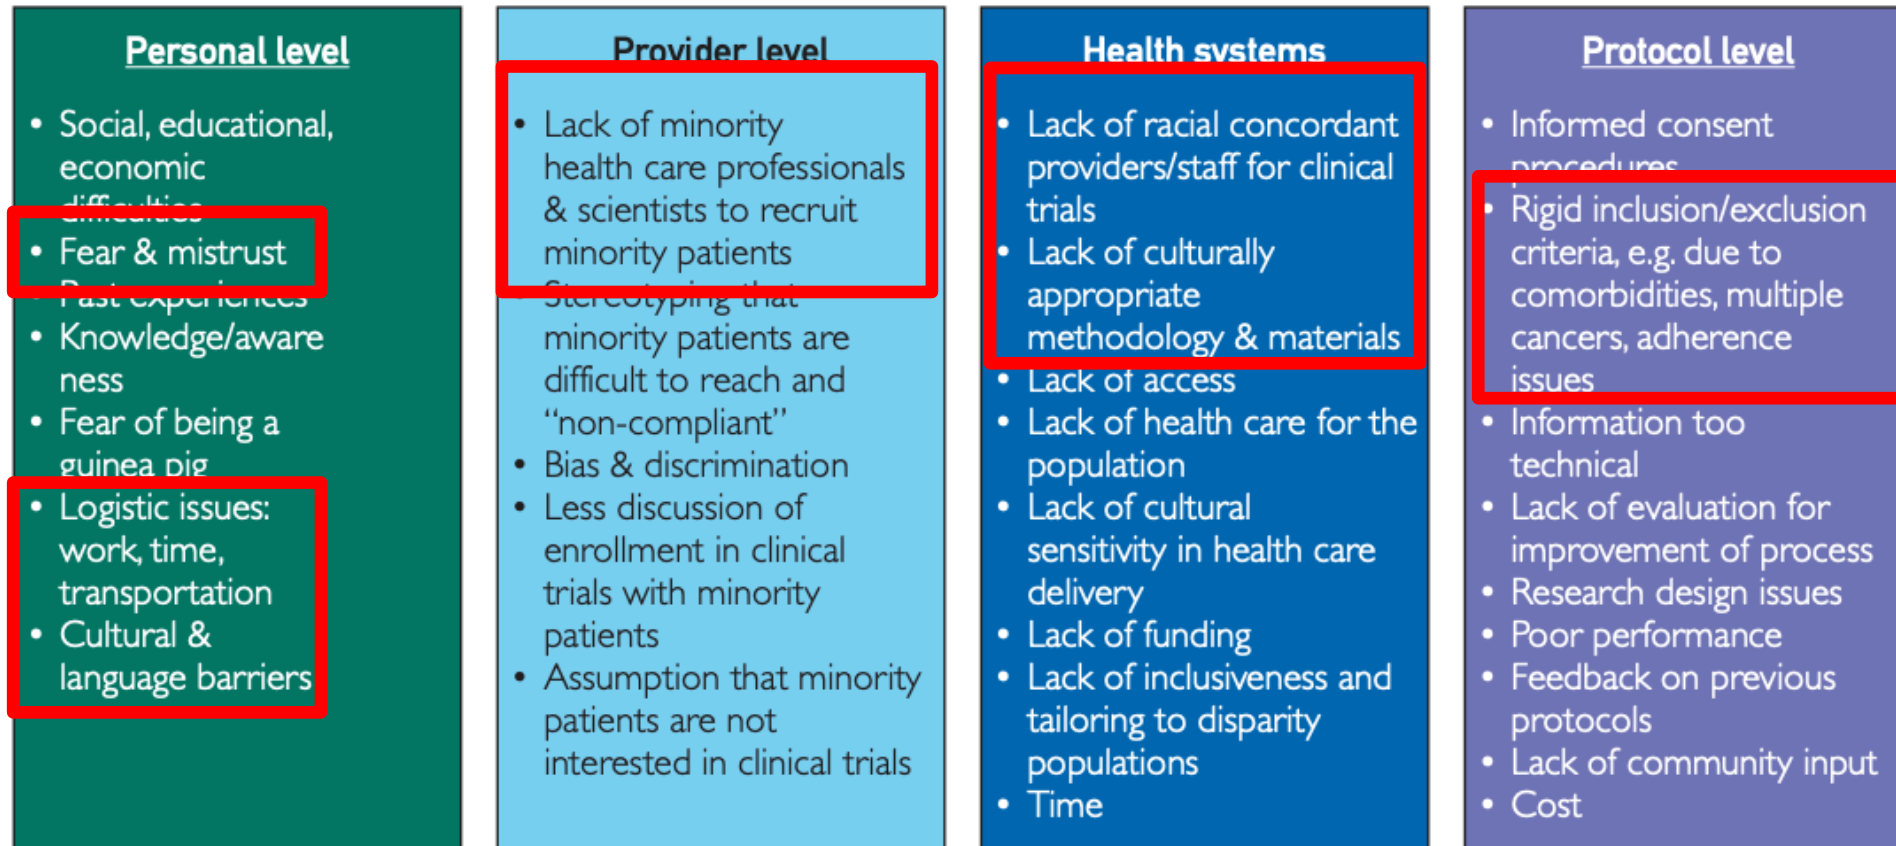 Personal level
• Social, educational,
economic
difficulties
• Fear & mistrust
• Past experiences
• Knowledge/aware
ness
• Fear of being a
guinea pig
• Logistic issues:
work, time,
transportation
• Cultural &
language barriers
Provider level
• Lack of minority
health care professionals
& scientists to recruit
minority patients
• Stereotyping that
minority patients are
difficult to reach and
“non-compliant”
• Bias & discrimination
• Less discussion of
enrollment in clinical
trials with minority
patients
• Assumption that minority
patients are not
interested in clinical trials
Health systems
• Lack of racial concordant
providers/staff for clinical
trials
• Lack of culturally
appropriate
methodology & materials
• Lack of access
• Lack of health care for the
population
• Lack of cultural
sensitivity in health care
delivery
• Lack of funding
• Lack of inclusiveness and
tailoring to disparity
populations
• Time
Protocol level
• Informed consent
procedures
• Rigid inclusion/exclusion
criteria, e.g. due to
comorbidities, multiple
cancers, adherence
issues
• Information too
technical
• Lack of evaluation for
improvement of process
• Research design issues
• Poor performance
• Feedback on previous
protocols
• Lack of community input
• Cost